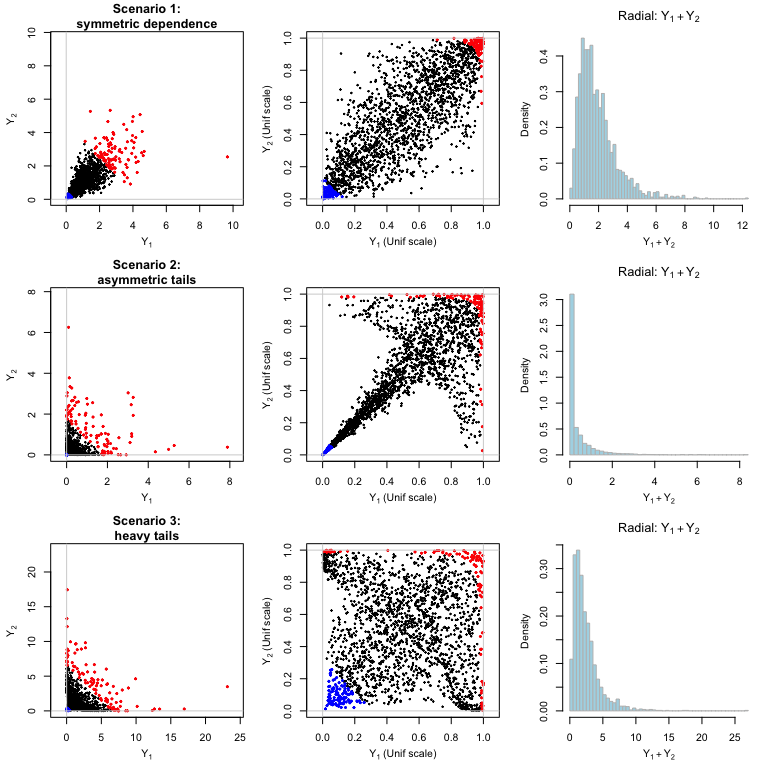 Scenario 1:
symmetric dependence
Y₂
0 2 4 6 8 10
0 2 4 6 8 10
Y₁
Y₂ (Unif scale)
0.0 0.2 0.4 0.6 0.8 1.0
0.0 0.2 0.4 0.6 0.8 1.0
Y₁ (Unif scale)
Radial: Y₁ + Y₂
Density
0.0 0.1 0.2 0.3 0.4
0 2 4 6 8 10 12
Y₁ + Y₂
Scenario 2:
asymmetric tails
Y₂
0 2 4 6 8
0 2 4 6 8
Y₁
Y₂ (Unif scale)
0.0 0.2 0.4 0.6 0.8 1.0
0.0 0.2 0.4 0.6 0.8 1.0
Y₁ (Unif scale)
Radial: Y₁ + Y₂
Density
0.0 0.5 1.0 1.5 2.0 2.5 3.0
0 2 4 6 8
Y₁ + Y₂
Scenario 3:
heavy tails
Y₂
0 5 10 15 20
0 5 10 15 20 25
Y₁
Y₂ (Unif scale)
0.0 0.2 0.4 0.6 0.8 1.0
0.0 0.2 0.4 0.6 0.8 1.0
Y₁ (Unif scale)
Radial: Y₁ + Y₂
Density
0.00 0.10 0.20 0.30
0 5 10 15 20 25
Y₁ + Y₂